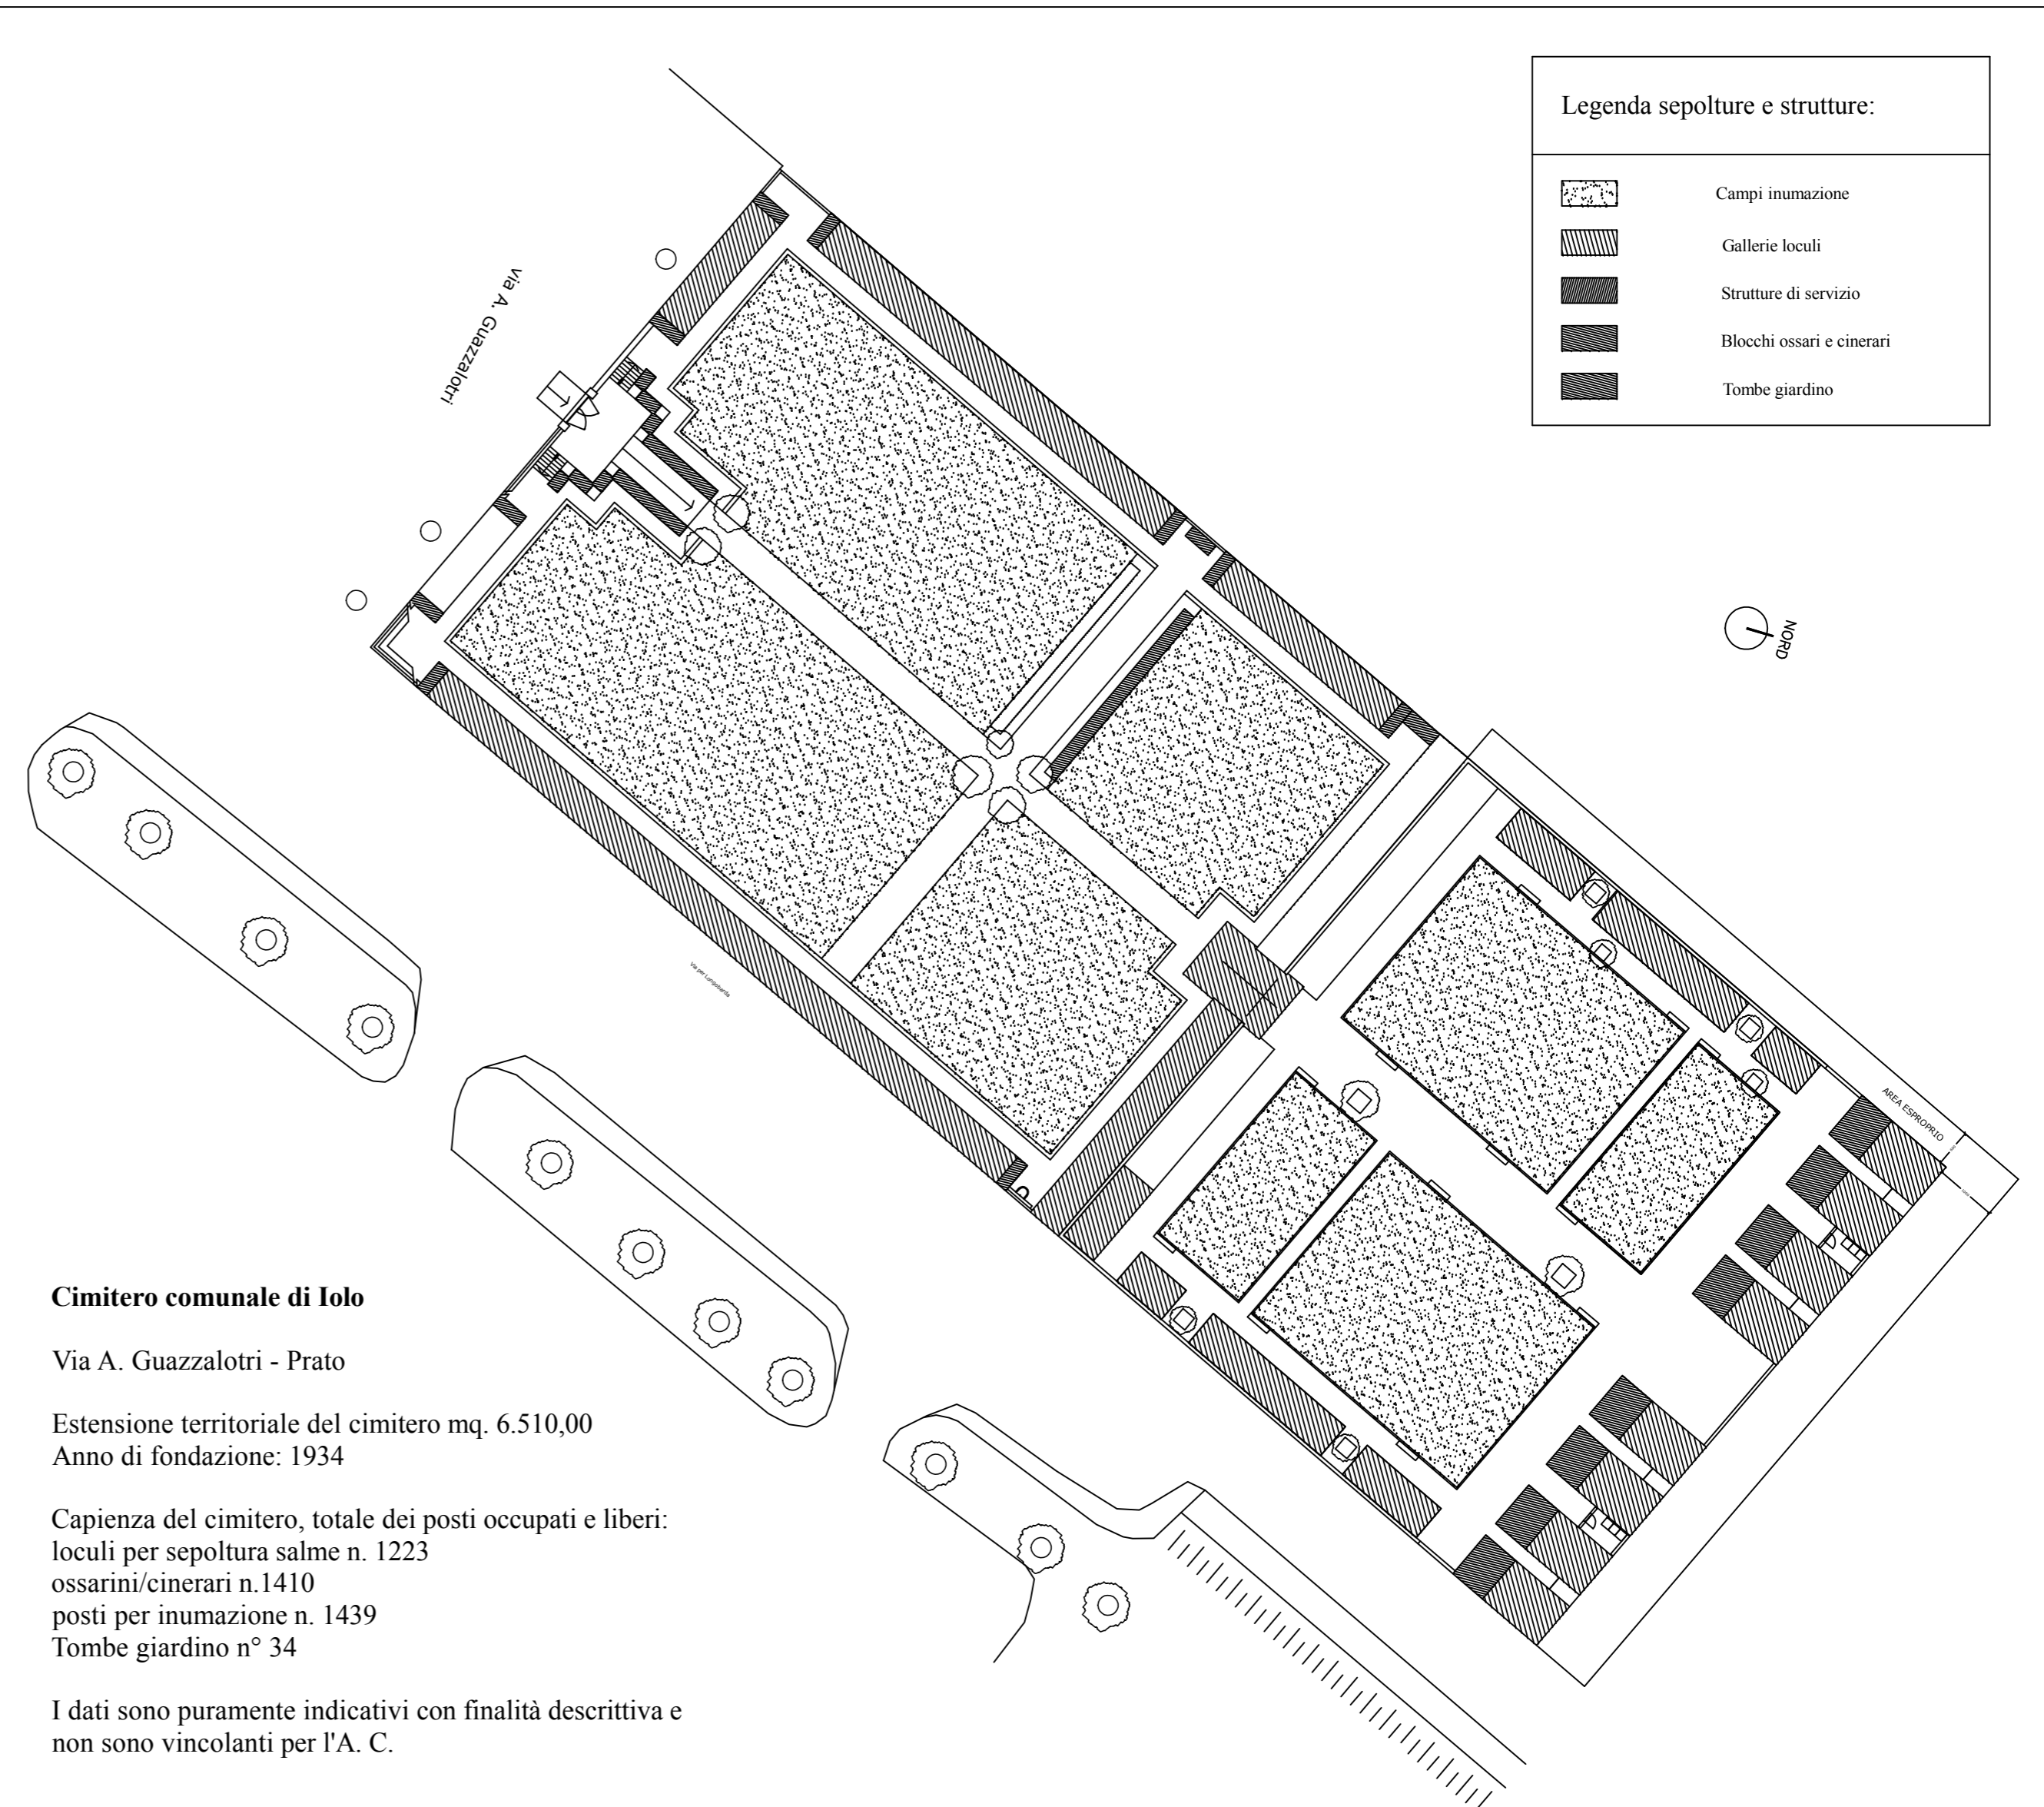 Legenda sepolture e strutture:
Campi inumazione
Gallerie loculi
Strutture di servizio
Blocchi ossari e cinerari
Tombe giardino
via A. Guazzalotri
NORD
Via per Longobarda
AREA ESPROPRIO
Cimitero comunale di Iolo
Via A. Guazzalotri - Prato
Estensione territoriale del cimitero mq. 6.510,00
Anno di fondazione: 1934
Capienza del cimitero, totale dei posti occupati e liberi:
loculi per sepoltura salme n. 1223
ossarini/cinerari n.1410
posti per inumazione n. 1439
Tombe giardino n° 34
I dati sono puramente indicativi con finalità descrittiva e
non sono vincolanti per l'A. C.